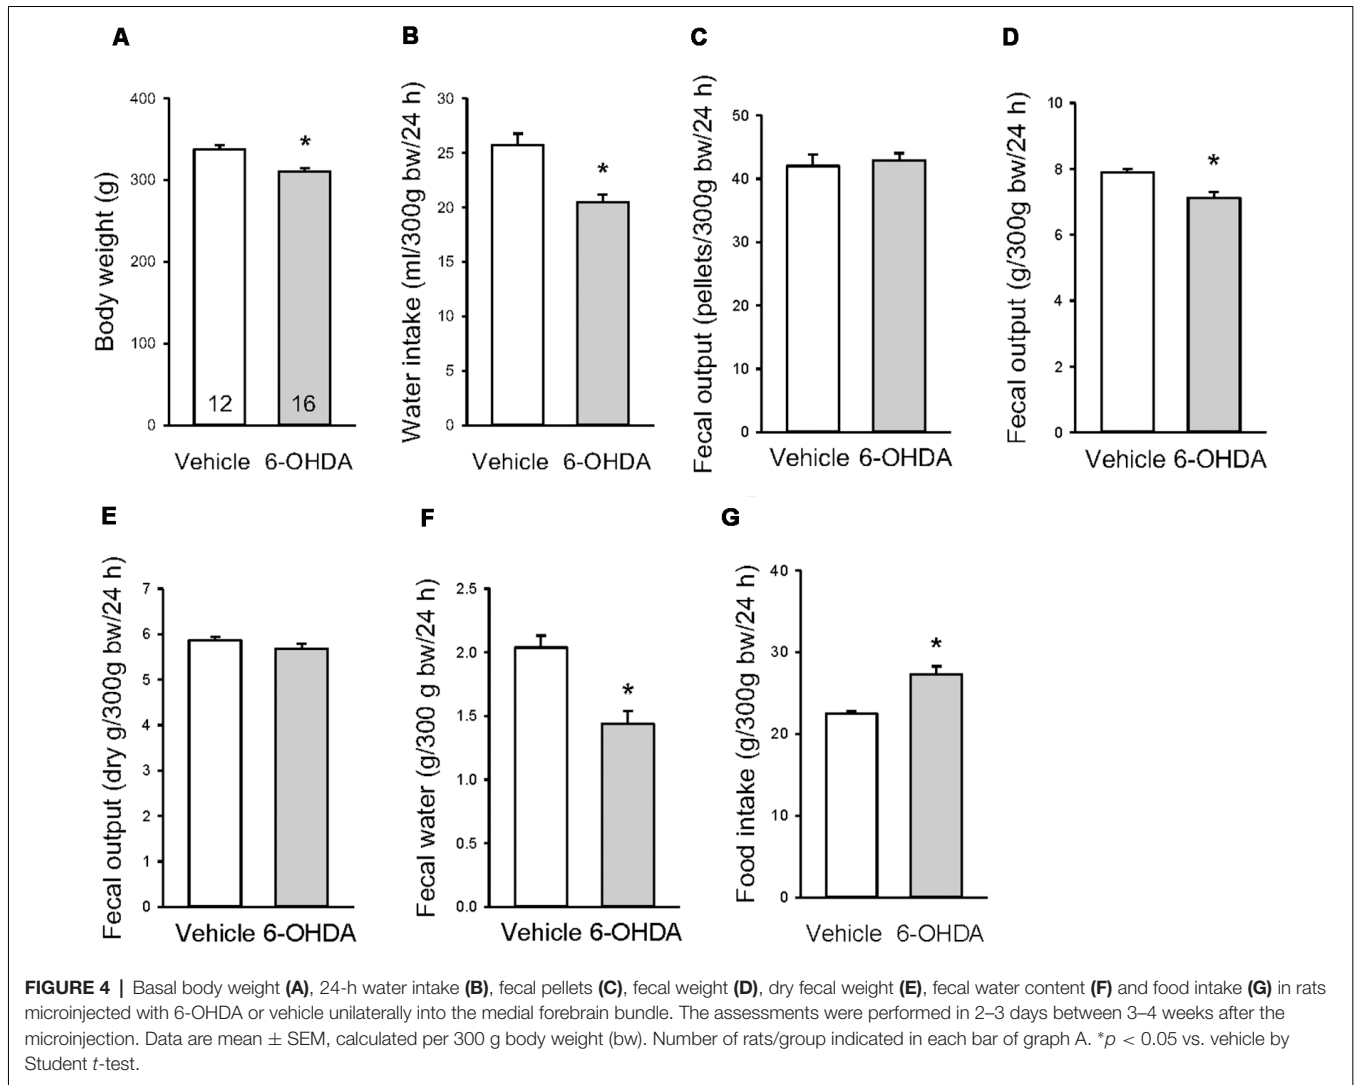 A
B
C
D
Body weight (g)
400
300
200
100
0
*
12
16
Vehicle 6-OHDA
Water intake (ml/300g bw/24 h)
30
25
20
15
10
5
0
*
Vehicle 6-OHDA
Fecal output (pellets/300g bw/24 h)
50
40
30
20
10
0
Vehicle 6-OHDA
Fecal output (g/300g bw/24 h)
10
8
6
4
2
0
*
Vehicle 6-OHDA
E
F
G
Fecal output (dry g/300g bw/24 h)
7
6
5
4
3
2
1
0
Vehicle 6-OHDA
Fecal water (g/300 g bw/24 h)
2.5
2.0
1.5
1.0
0.5
0.0
*
Vehicle 6-OHDA
Food intake (g/300g bw/24 h)
40
30
20
10
0
*
Vehicle 6-OHDA
FIGURE 4 | Basal body weight (A), 24-h water intake (B), fecal pellets (C), fecal weight (D), dry fecal weight (E), fecal water content (F) and food intake (G) in rats
microinjected with 6-OHDA or vehicle unilaterally into the medial forebrain bundle. The assessments were performed in 2–3 days between 3–4 weeks after the
microinjection. Data are mean ± SEM, calculated per 300 g body weight (bw). Number of rats/group indicated in each bar of graph A. *p < 0.05 vs. vehicle by
Student t-test.